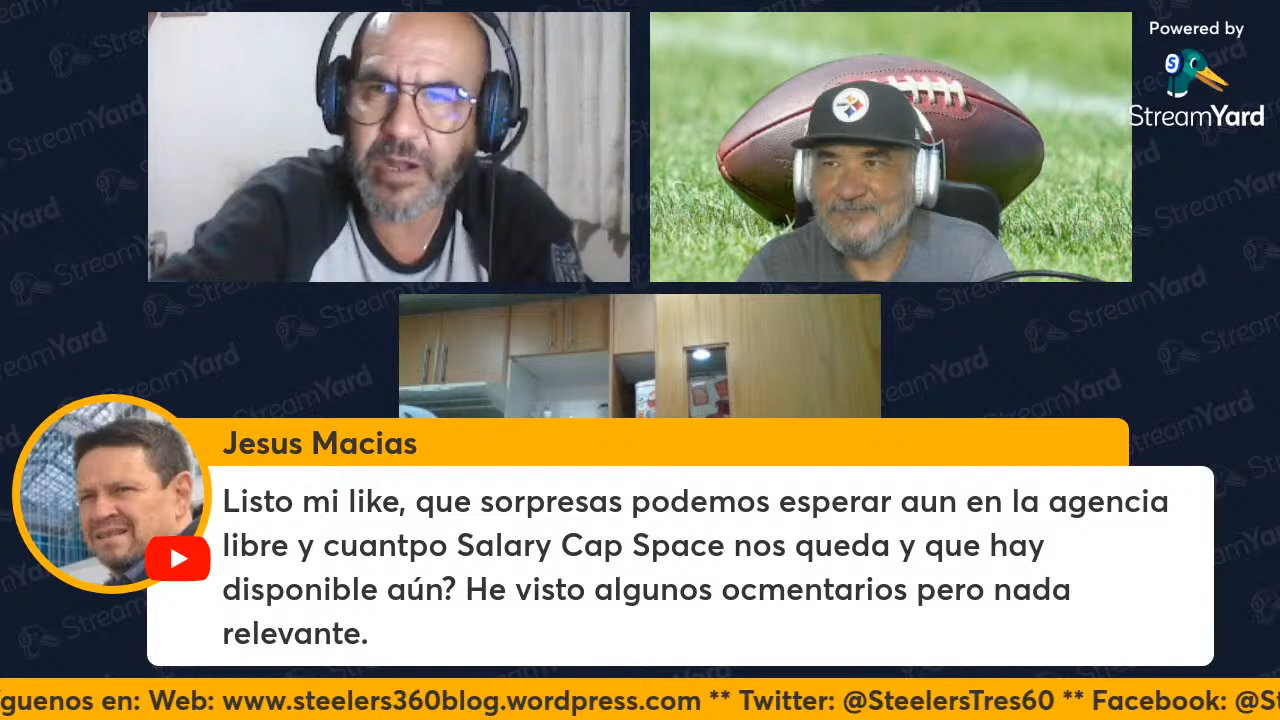 Powered by
StreamYard
Jesus Macias
Listo mi like, que sorpresas podemos esperar aun en la agencia
libre y cuantpo Salary Cap Space nos queda y que hay
disponible aún? He visto algunos ocmentarios pero nada
relevante.
íguenos en: Web: www.steelers360blog.wordpress.com ** Twitter: @SteelersTres60 ** Facebook: @St